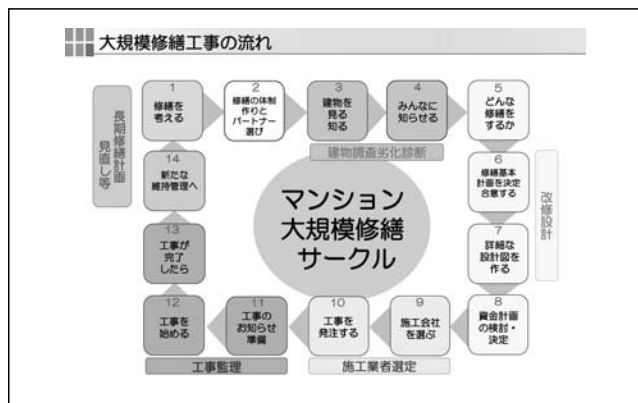 大規模修繕工事の流れ
1
修繕を
考える
2
修繕の体制
作りと
パートナー
選び
3
建物を
見る
知る
4
みんなに
知らせる
5
どんな
修繕を
するか
建物調査劣化診断
長期修繕計画
見直し等
14
新たな
維持管理へ
マンション
大規模修繕
サークル
6
修繕基本
計画を決定
合意する
改修設計
13
工事が
完了
したら
7
詳細な
設計図を
作る
12
工事を
始める
11
工事の
お知らせ
準備
10
工事を
発注する
9
施工会社
を選ぶ
8
資金計画
の検討・
決定
工事監理
施工業者選定